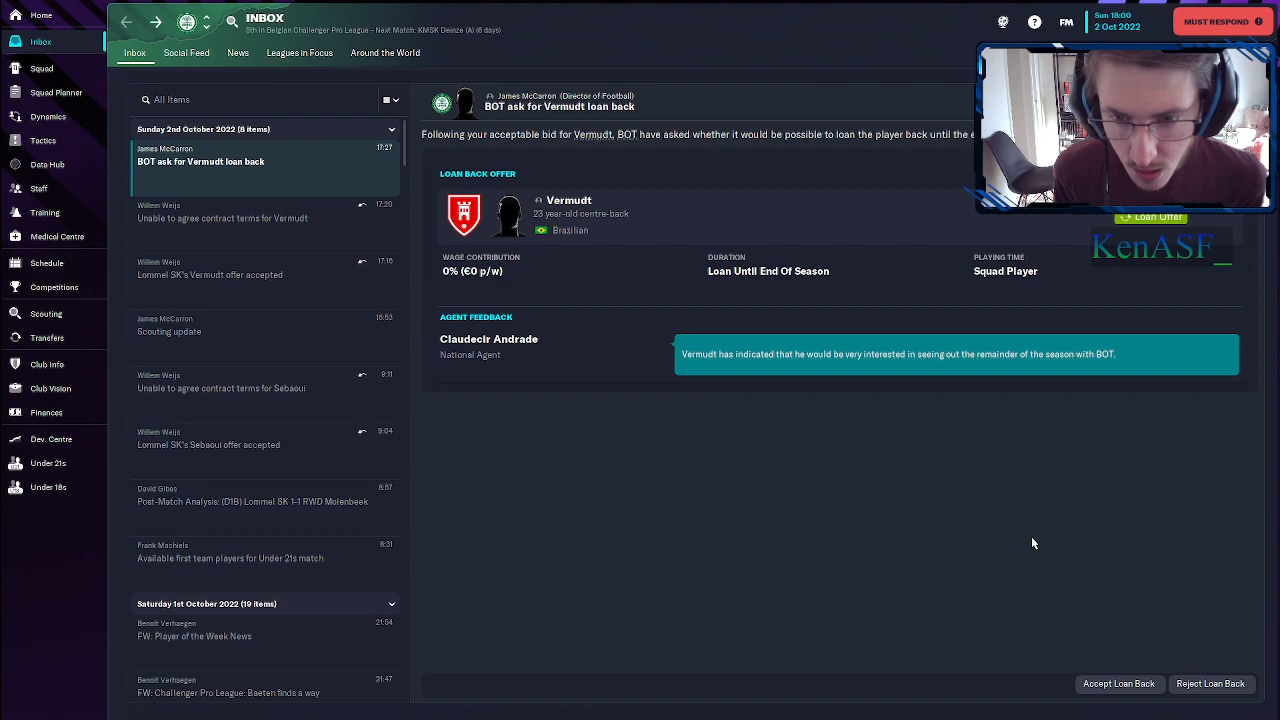 Home
Inbox
Squad
Squad Planner
Dynamics
Tactics
Data Hub
Staff
Training
Medical Centre
Schedule
Competitions
Scouting
Transfers
Club Info
Club Vision
Finances
Dev. Centre
Under 21s
Under 18s
INBOX
5th in Belgian Challenger Pro League - Next Match: KMSK Deinze (A) (6 days)
FM
Sun 18:00
2 Oct 2022
MUST RESPOND
Inbox
Social Feed
News
Leagues in Focus
Around the World
All Items
Sunday 2nd October 2022 (8 items)
James McCarron 17:27
BOT ask for Vermudt loan back
Willem Weijs 17:20
Unable to agree contract terms for Vermudt
Willem Weijs 17:16
Lommel SK's Vermudt offer accepted
James McCarron 16:53
Scouting update
Willem Weijs 9:11
Unable to agree contract terms for Sebaoui
Willem Weijs 9:04
Lommel SK's Sebaoui offer accepted
David Gibas 8:57
Post-Match Analysis: (D1B) Lommel SK 1-1 RWD Molenbeek
Frank Machiels 8:31
Available first team players for Under 21s match
Saturday 1st October 2022 (19 items)
Benoit Verhaegen 21:54
FW: Player of the Week News
Benoit Verhaegen 21:47
FW: Challenger Pro League: Baeten finds a way
James McCarron (Director of Football)
BOT ask for Vermudt loan back
Following your acceptable bid for Vermudt, BOT have asked whether it would be possible to loan the player back until the e
LOAN BACK OFFER
Vermudt
23 year-old centre-back
Brazilian
Loan Offer
KenASF_
WAGE CONTRIBUTION
0% (€0 p/w)
DURATION
Loan Until End Of Season
PLAYING TIME
Squad Player
AGENT FEEDBACK
Claudecir Andrade
National Agent
Vermudt has indicated that he would be very interested in seeing out the remainder of the season with BOT.
Accept Loan Back
Reject Loan Back